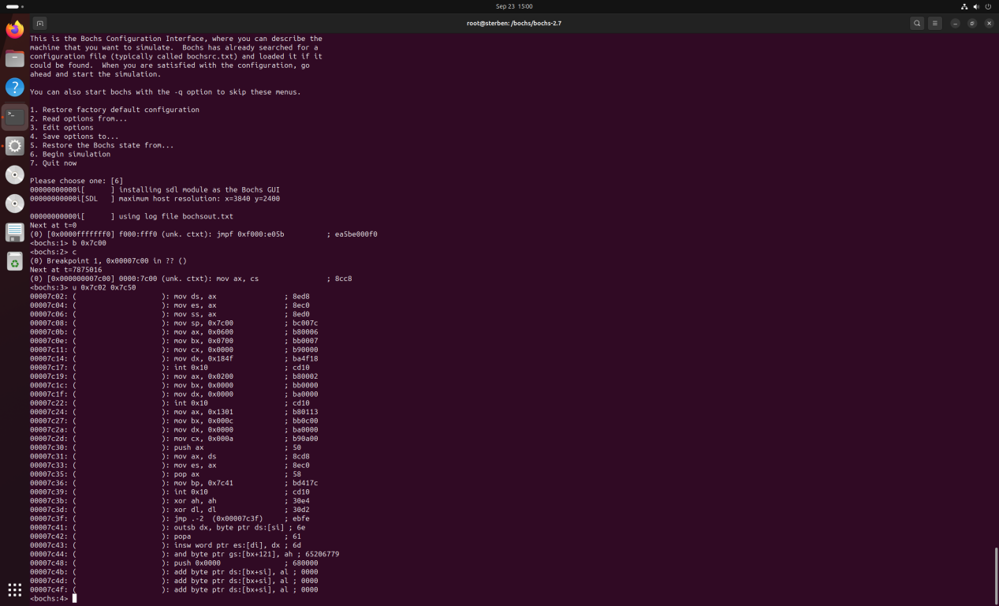 Sep 23 15:00
root@sterben: /bochs/bochs-2.7
This is the Bochs Configuration Interface, where you can describe the
machine that you want to simulate.  Bochs has already searched for a
configuration file (typically called bochsrc.txt) and loaded it if it
could be found.  When you are satisfied with the configuration, go
ahead and start the simulation.
You can also start bochs with the -q option to skip these menus.
1. Restore factory default configuration
2. Read options from...
3. Edit options
4. Save options to...
5. Restore the Bochs state from...
6. Begin simulation
7. Quit now
Please choose one: [6]
00000000000i[      ] installing sdl module as the Bochs GUI
00000000000i[SDL   ] maximum host resolution: x=3840 y=2400
00000000000i[      ] using log file bochsout.txt
Next at t=0
(0) [0x0000fffffff0] f000:fff0 (unk. ctxt): jmpf 0xf000:e05b          ; ea5be000f0
<bochs:1> b 0x7c00
<bochs:2> c
(0) Breakpoint 1, 0x00007c00 in ?? ()
Next at t=7875016
(0) [0x000000007c00] 0000:7c00 (unk. ctxt): mov ax, cs                ; 8cc8
<bochs:3> u 0x7c02 0x7c50
00007c02: (                    ): mov ds, ax                ; 8ed8
00007c04: (                    ): mov es, ax                ; 8ec0
00007c06: (                    ): mov ss, ax                ; 8ed0
00007c08: (                    ): mov sp, 0x7c00            ; bc007c
00007c0b: (                    ): mov ax, 0x0600            ; b80006
00007c0e: (                    ): mov bx, 0x0700            ; bb0007
00007c11: (                    ): mov cx, 0x0000            ; b90000
00007c14: (                    ): mov dx, 0x184f            ; ba4f18
00007c17: (                    ): int 0x10                  ; cd10
00007c19: (                    ): mov ax, 0x0200            ; b80002
00007c1c: (                    ): mov bx, 0x0000            ; bb0000
00007c1f: (                    ): mov dx, 0x0000            ; ba0000
00007c22: (                    ): int 0x10                  ; cd10
00007c24: (                    ): mov ax, 0x1301            ; b80113
00007c27: (                    ): mov bx, 0x000c            ; bb0c00
00007c2a: (                    ): mov dx, 0x0000            ; ba0000
00007c2d: (                    ): mov cx, 0x000a            ; b90a00
00007c30: (                    ): push ax                   ; 50
00007c31: (                    ): mov ax, ds                ; 8cd8
00007c33: (                    ): mov es, ax                ; 8ec0
00007c35: (                    ): pop ax                    ; 58
00007c36: (                    ): mov bp, 0x7c41            ; bd417c
00007c39: (                    ): int 0x10                  ; cd10
00007c3b: (                    ): xor ah, ah                ; 30e4
00007c3d: (                    ): xor dl, dl                ; 30d2
00007c3f: (                    ): jmp .-2  (0x00007c3f)     ; ebfe
00007c41: (                    ): outsb dx, byte ptr ds:[si] ; 6e
00007c42: (                    ): popa                      ; 61
00007c43: (                    ): insw word ptr es:[di], dx ; 6d
00007c44: (                    ): and byte ptr gs:[bx+121], ah ; 65206779
00007c48: (                    ): push 0x0000               ; 680000
00007c4b: (                    ): add byte ptr ds:[bx+si], al ; 0000
00007c4d: (                    ): add byte ptr ds:[bx+si], al ; 0000
00007c4f: (                    ): add byte ptr ds:[bx+si], al ; 0000
<bochs:4>